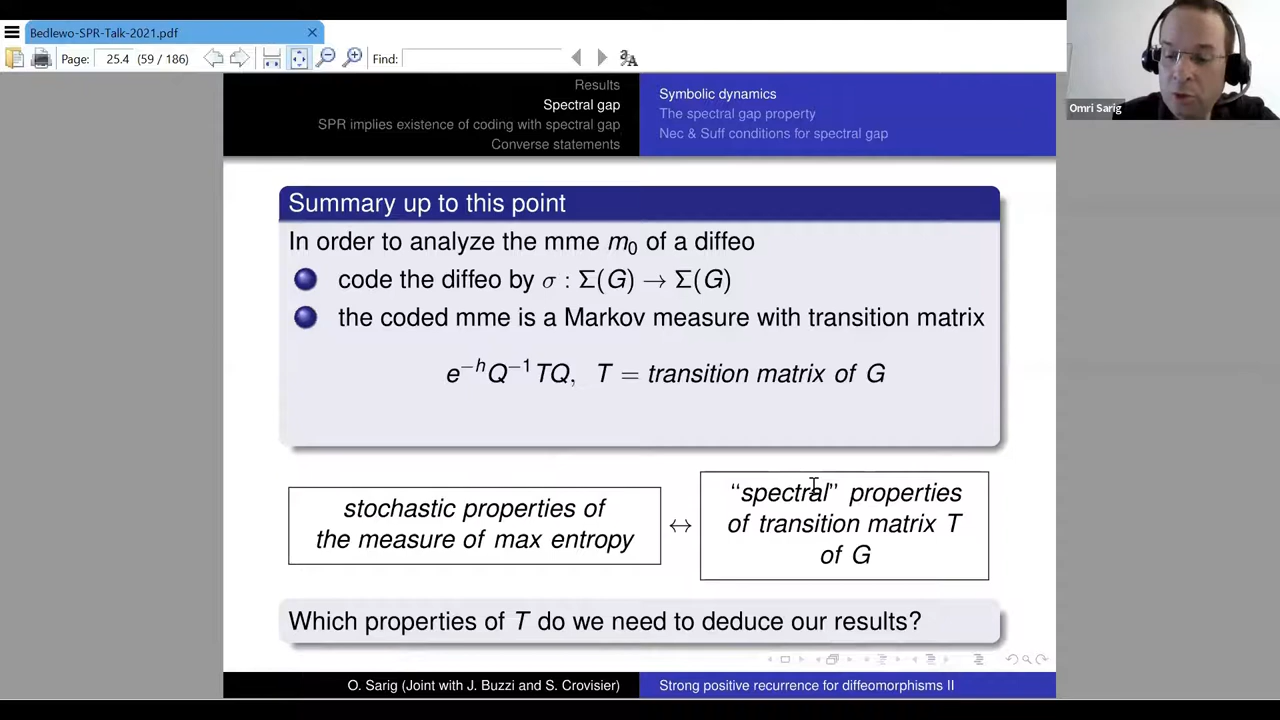 Bedlewo-SPR-Talk-2021.pdf
Page: 25.4 (59 / 186) Find:
Omri Sarig
Results
Spectral gap
SPR implies existence of coding with spectral gap
Converse statements
Symbolic dynamics
The spectral gap property
Nec & Suff conditions for spectral gap
Summary up to this point
In order to analyze the mme m₀ of a diffeo
code the diffeo by σ : Σ(G) → Σ(G)
the coded mme is a Markov measure with transition matrix
e⁻ʰQ⁻¹TQ, T = transition matrix of G
stochastic properties of
the measure of max entropy
↔
“spectral” properties
of transition matrix T
of G
Which properties of T do we need to deduce our results?
O. Sarig (Joint with J. Buzzi and S. Crovisier)
Strong positive recurrence for diffeomorphisms II